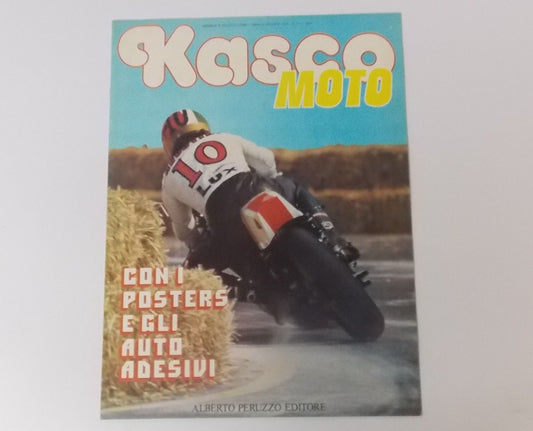 Kasco
MOTO
10
LUX
CON I
POSTERS
E GLI
AUTO
ADESIVI
ALBERTO PERUZZO EDITORE